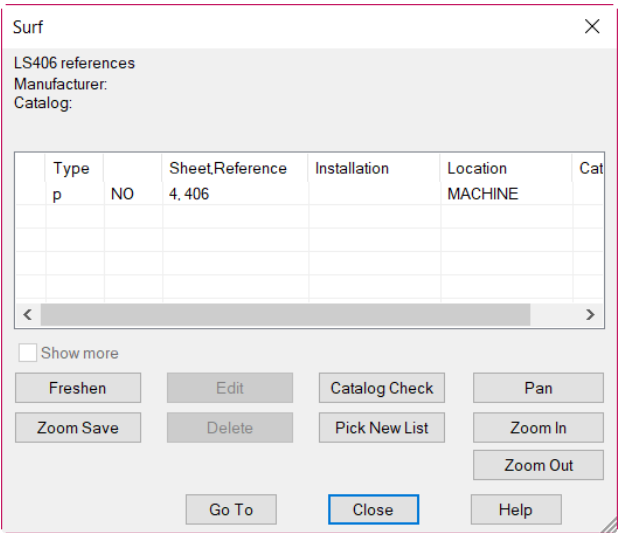 Surf
LS406 references
Manufacturer:
Catalog:
Type Sheet,Reference Installation Location Cat
p NO 4, 406 MACHINE
Show more
Freshen Edit Catalog Check Pan
Zoom Save Delete Pick New List Zoom In
Zoom Out
Go To Close Help